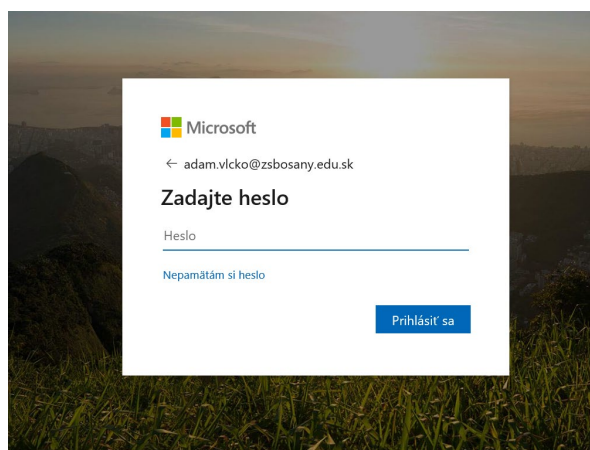 Microsoft
← adam.vlcko@zsbosany.edu.sk
Zadajte heslo
Heslo
Nepamätám si heslo
Prihlásiť sa